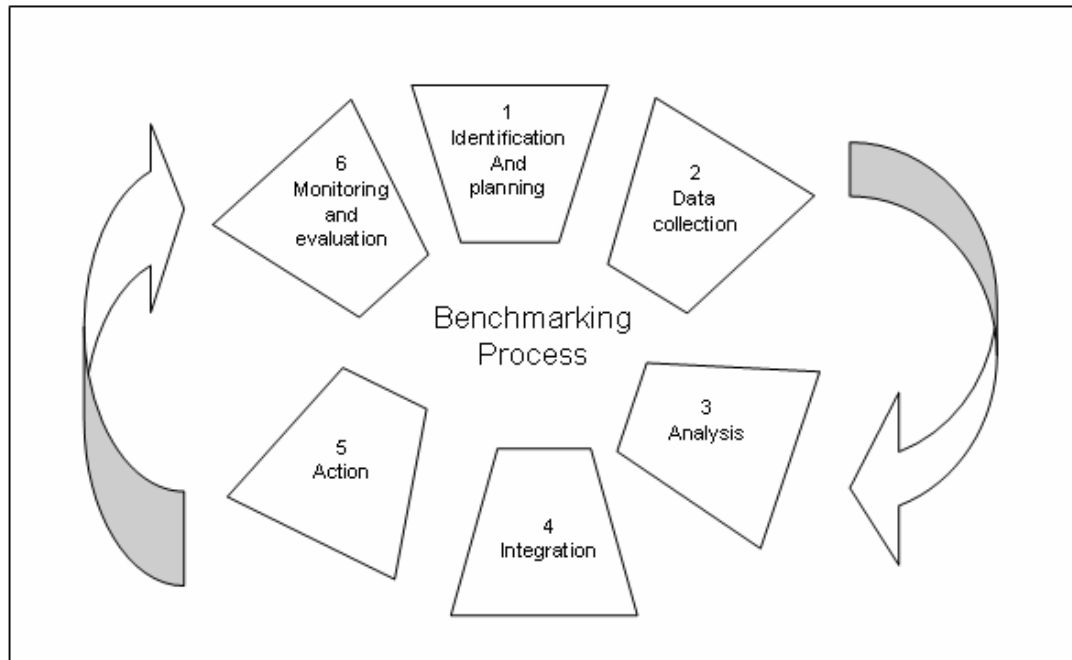 1
Identification
And
planning
2
Data
collection
3
Analysis
4
Integration
5
Action
6
Monitoring
and
evaluation
Benchmarking
Process